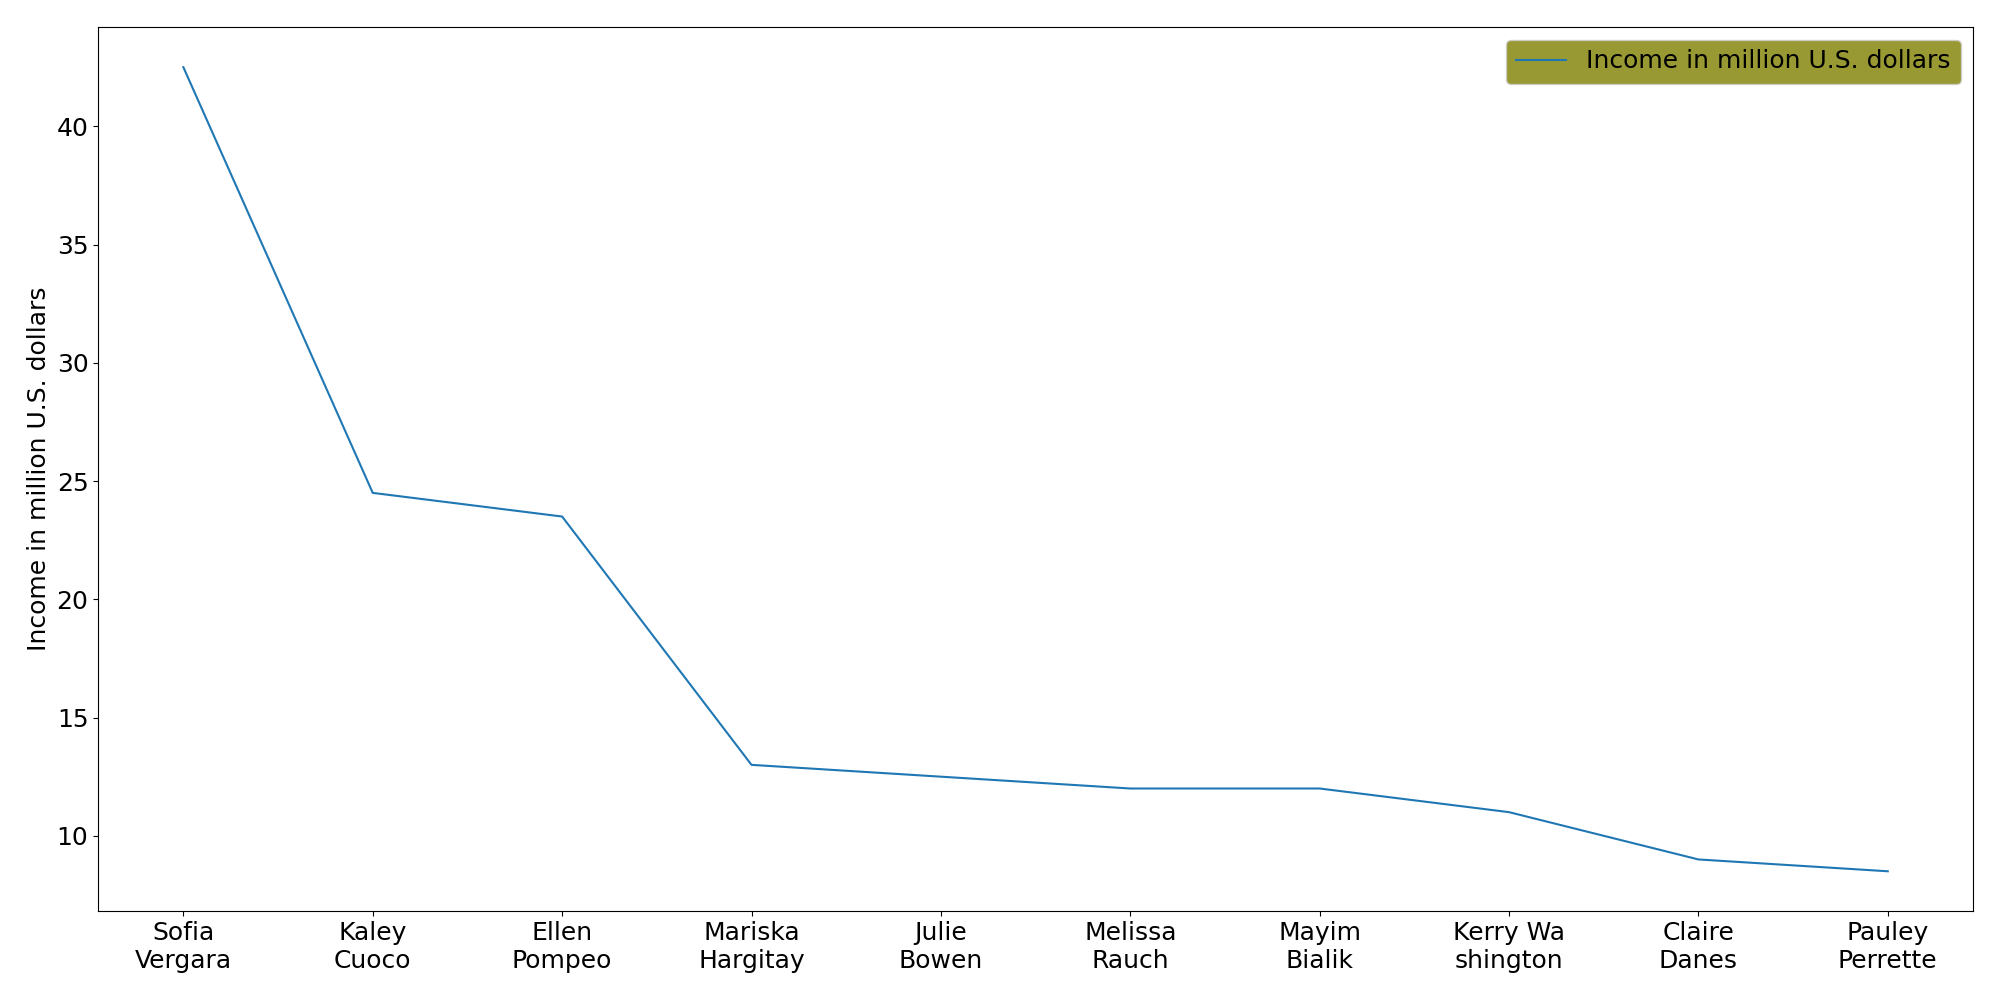 Income in million U.S. dollars
40
35
30
25
20
15
10
Income in million U.S. dollars
Sofia
Vergara
Kaley
Cuoco
Ellen
Pompeo
Mariska
Hargitay
Julie
Bowen
Melissa
Rauch
Mayim
Bialik
Kerry Wa
shington
Claire
Danes
Pauley
Perrette